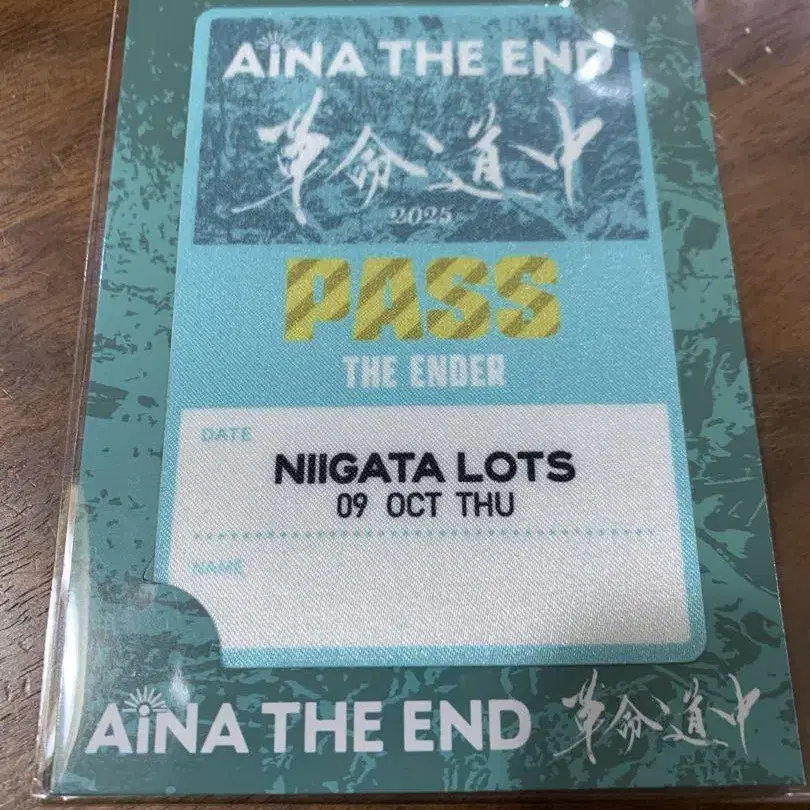 AiNA THE END
革命道中
2025
PASS
THE ENDER
DATE
NIIGATA LOTS
09 OCT THU
NAME
AiNA THE END 革命道中